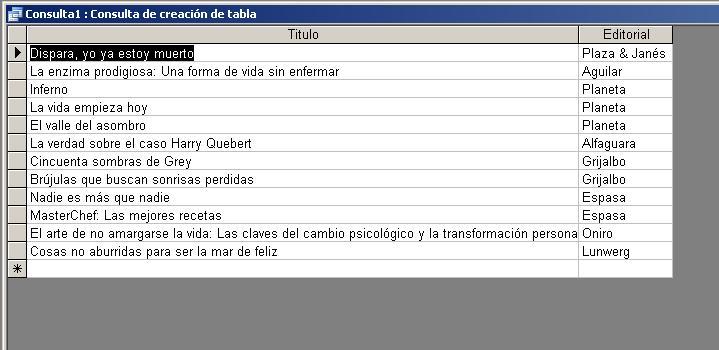 Consulta1 : Consulta de creación de tabla
Titulo Editorial
Dispara, yo ya estoy muerto Plaza & Janés
La enzima prodigiosa: Una forma de vida sin enfermar Aguilar
Inferno Planeta
La vida empieza hoy Planeta
El valle del asombro Planeta
La verdad sobre el caso Harry Quebert Alfaguara
Cincuenta sombras de Grey Grijalbo
Brújulas que buscan sonrisas perdidas Grijalbo
Nadie es más que nadie Espasa
MasterChef: Las mejores recetas Espasa
El arte de no amargarse la vida: Las claves del cambio psicológico y la transformación persona Oniro
Cosas no aburridas para ser la mar de feliz Lunwerg